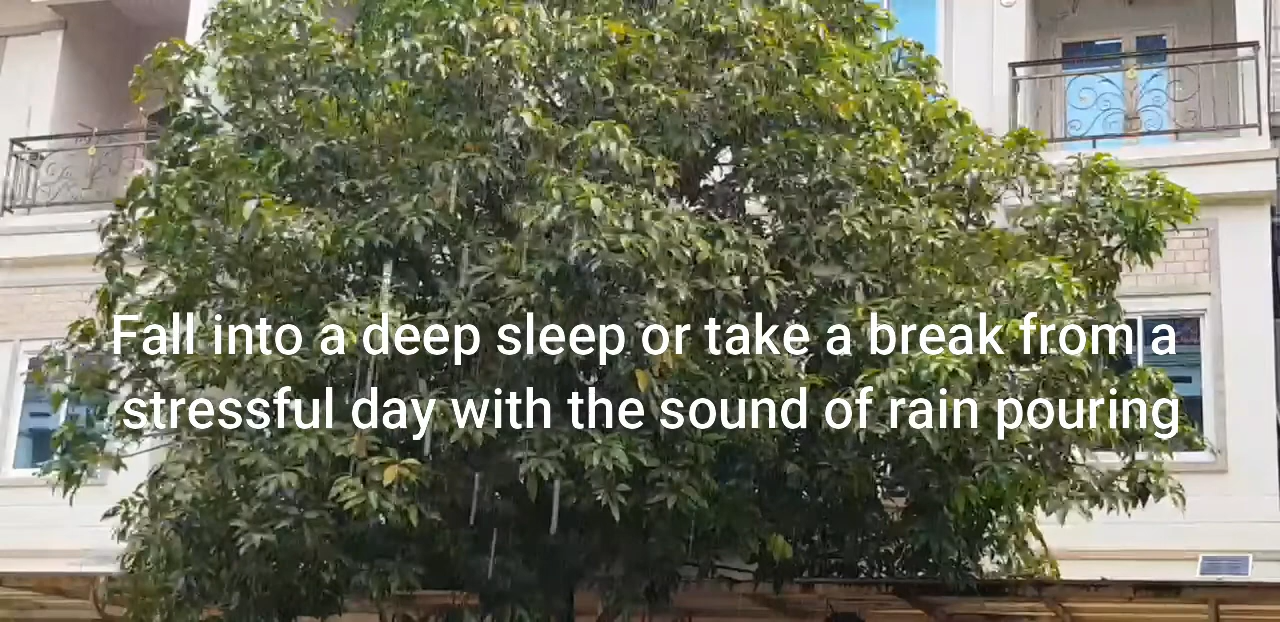 Fall into a deep sleep or take a break from a
stressful day with the sound of rain pouring